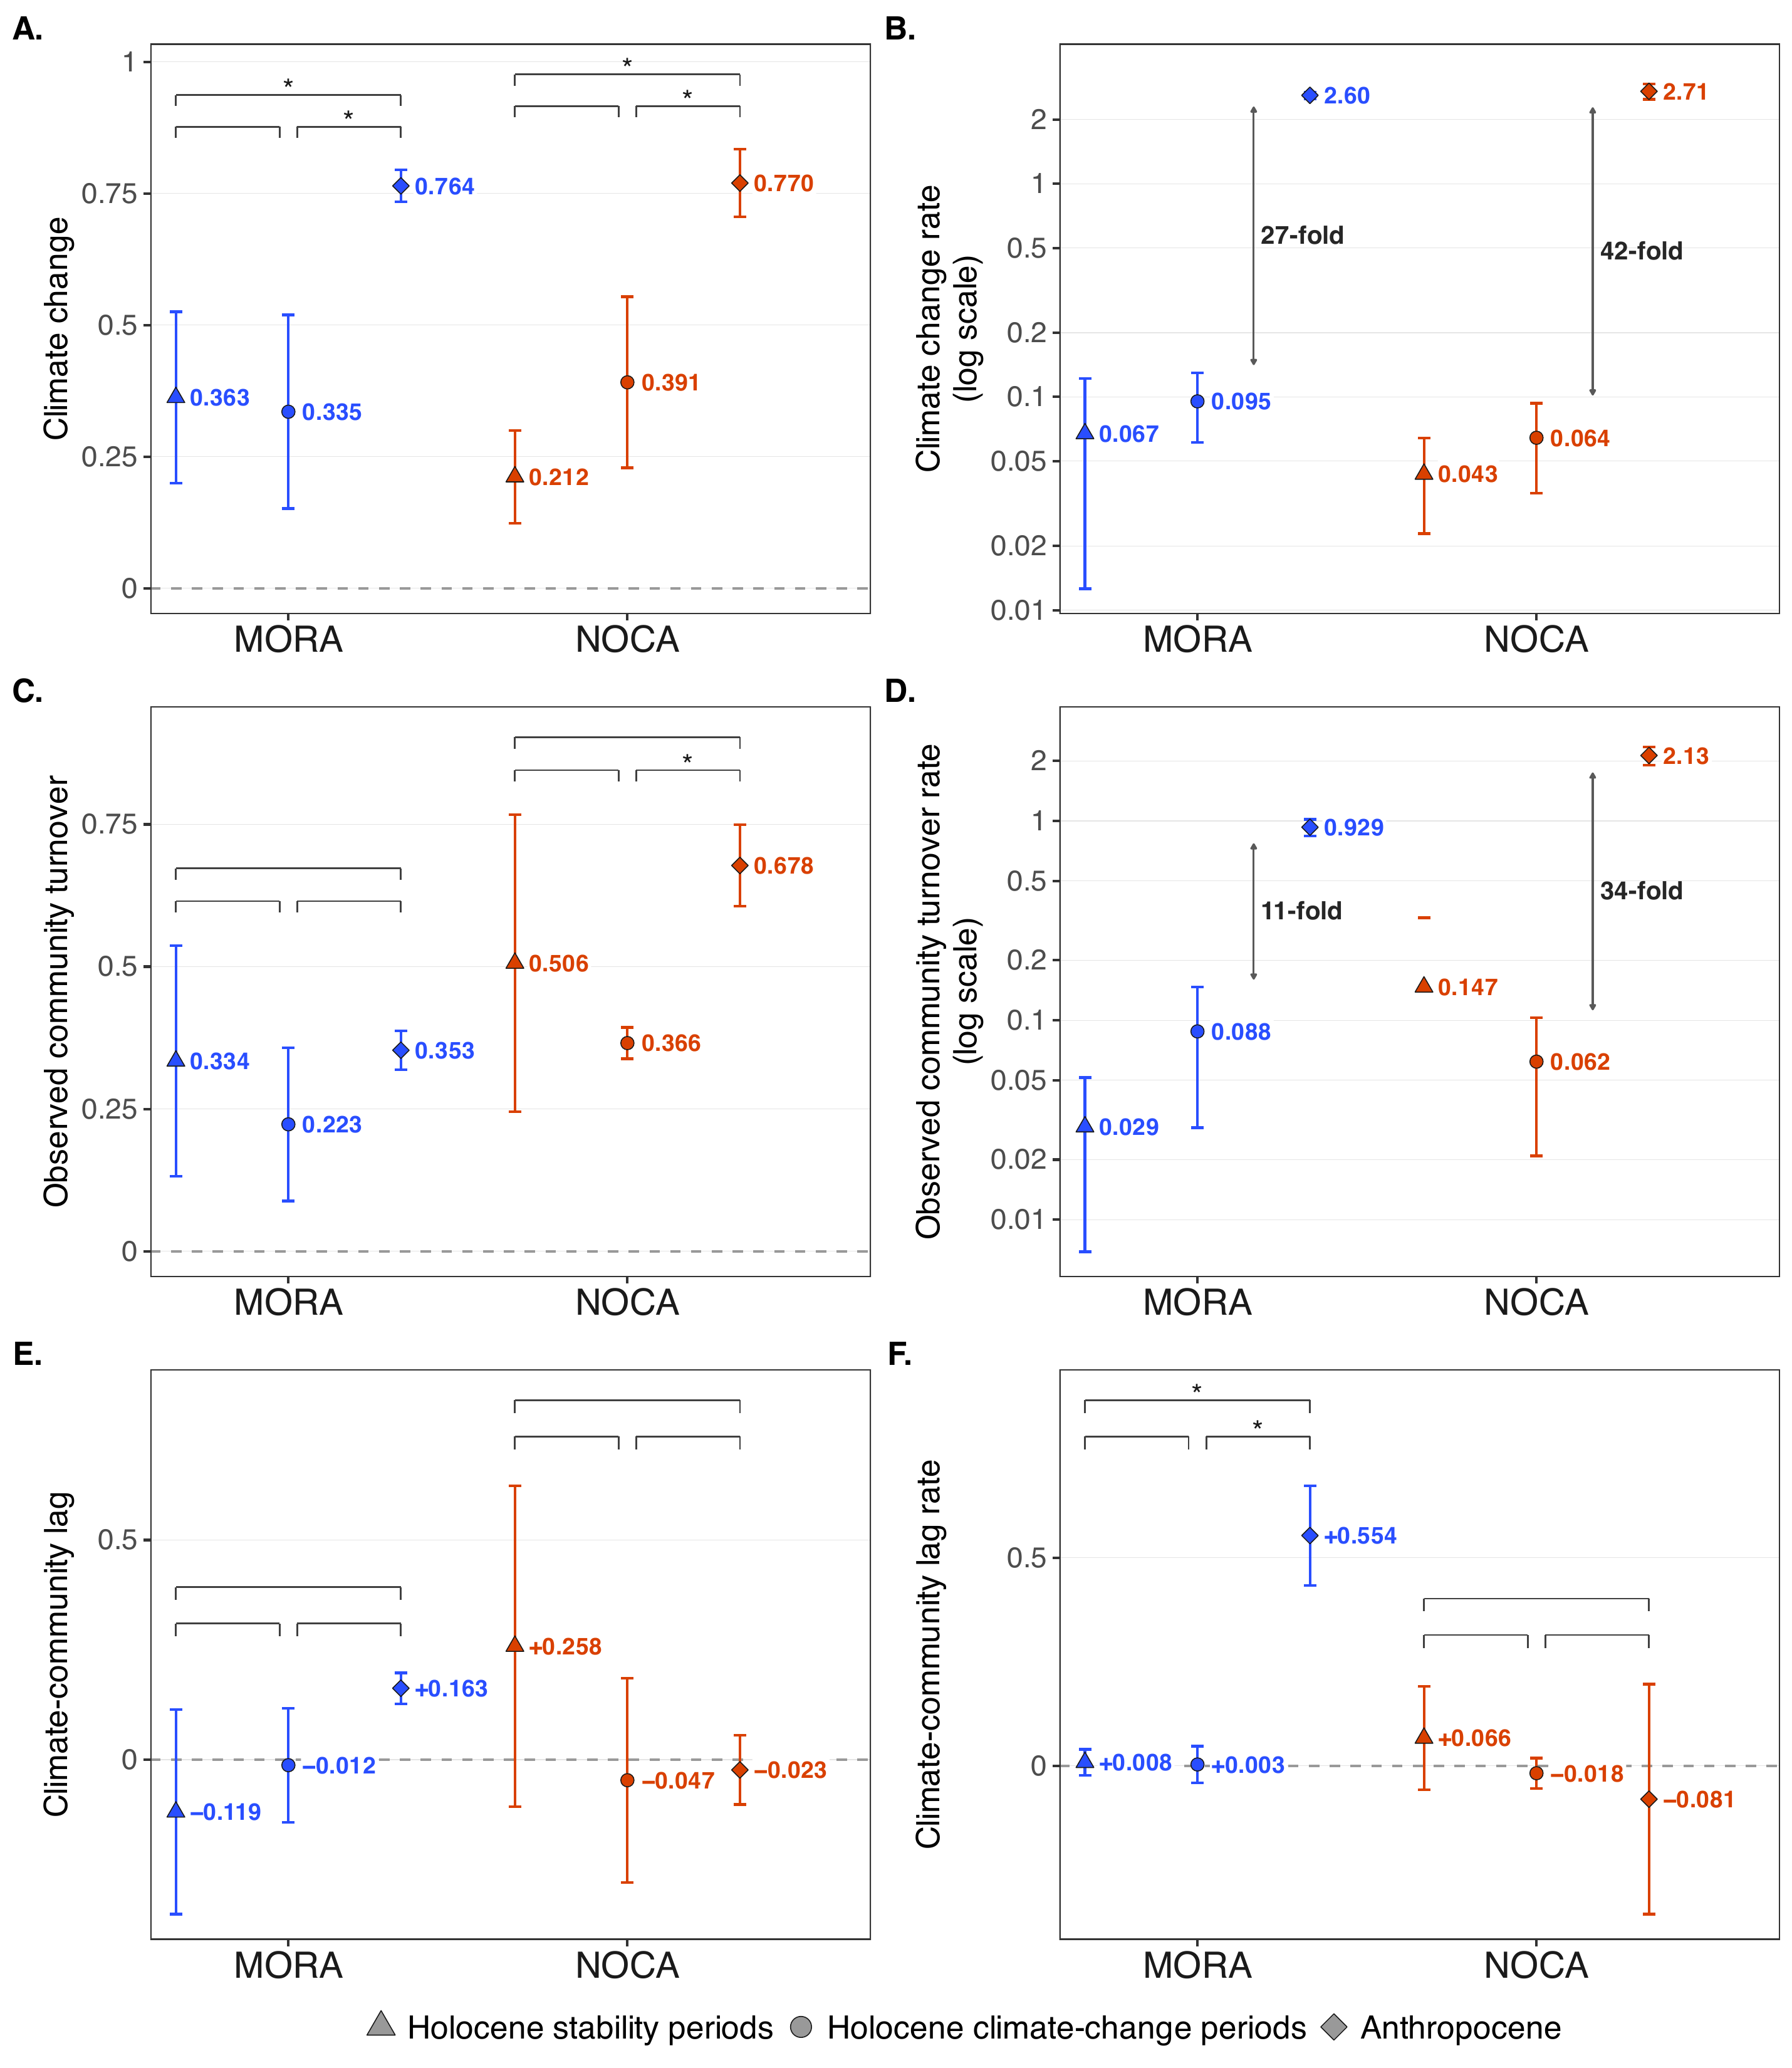 A.
Climate change
1
0.75
0.5
0.25
0
*
*
*
*
0.363
0.335
0.764
0.212
0.391
0.770
MORA
NOCA
B.
Climate change rate
(log scale)
2
1
0.5
0.2
0.1
0.05
0.02
0.01
0.067
0.095
2.60
27-fold
0.043
0.064
2.71
42-fold
MORA
NOCA
C.
Observed community turnover
0.75
0.5
0.25
0
*
0.334
0.223
0.353
0.506
0.366
0.678
MORA
NOCA
D.
Observed community turnover rate
(log scale)
2
1
0.5
0.2
0.1
0.05
0.02
0.01
0.029
0.088
0.929
11-fold
0.147
0.062
2.13
34-fold
MORA
NOCA
E.
Climate-community lag
0.5
0
−0.119
−0.012
+0.163
+0.258
−0.047
−0.023
MORA
NOCA
F.
Climate-community lag rate
0.5
0
*
*
+0.008
+0.003
+0.554
+0.066
−0.018
−0.081
MORA
NOCA
Holocene stability periods
Holocene climate-change periods
Anthropocene